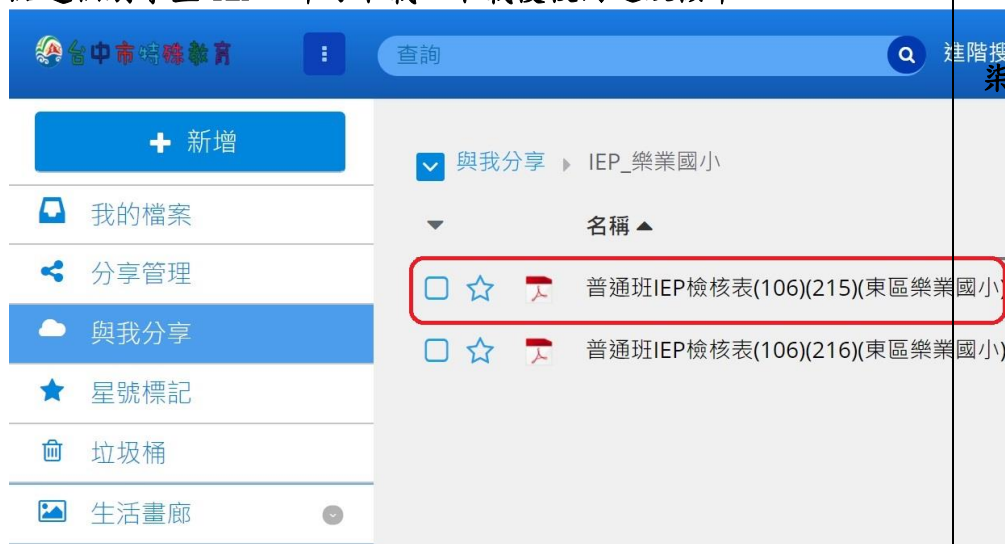 台中市特殊教育
查詢
進階搜
柒
新增
與我分享 ▸ IEP_樂業國小
我的檔案
名稱
分享管理
普通班IEP檢核表(106)(215)(東區樂業國小)
與我分享
普通班IEP檢核表(106)(216)(東區樂業國小)
星號標記
垃圾桶
生活畫廊